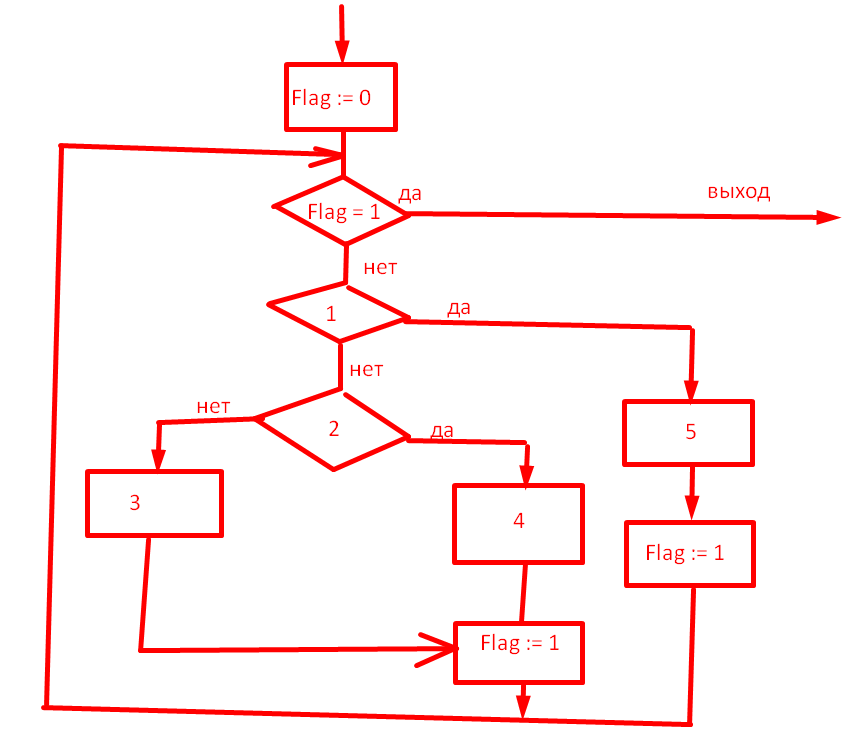 Flag := 0
да
выход
Flag = 1
нет
1
да
нет
нет
2
да
5
3
4
Flag := 1
Flag := 1